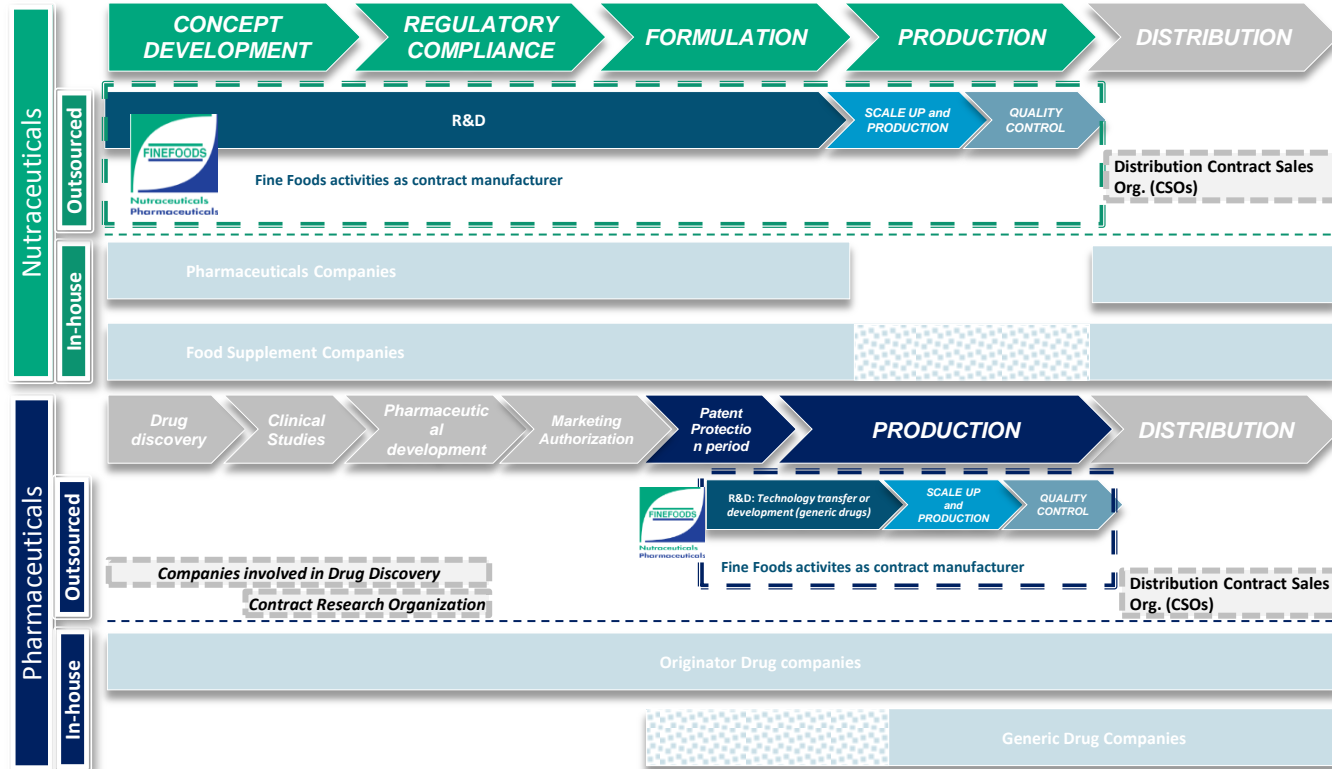 Nutraceuticals
CONCEPT
DEVELOPMENT
REGULATORY
COMPLIANCE
FORMULATION
PRODUCTION
DISTRIBUTION
Outsourced
R&D
SCALE UP and
PRODUCTION
QUALITY
CONTROL
FINEFOODS
Nutraceuticals
Pharmaceuticals
Fine Foods activities as contract manufacturer
Distribution Contract Sales
Org. (CSOs)
In-house
Pharmaceuticals Companies
Food Supplement Companies
Pharmaceuticals
Drug
discovery
Clinical
Studies
Pharmaceutic
al
development
Marketing
Authorization
Patent
Protectio
n period
PRODUCTION
DISTRIBUTION
Outsourced
FINEFOODS
Nutraceuticals
Pharmaceuticals
R&D: Technology transfer or
development (generic drugs)
SCALE UP
and
PRODUCTION
QUALITY
CONTROL
Fine Foods activites as contract manufacturer
Companies involved in Drug Discovery
Contract Research Organization
Distribution Contract Sales
Org. (CSOs)
In-house
Originator Drug companies
Generic Drug Companies